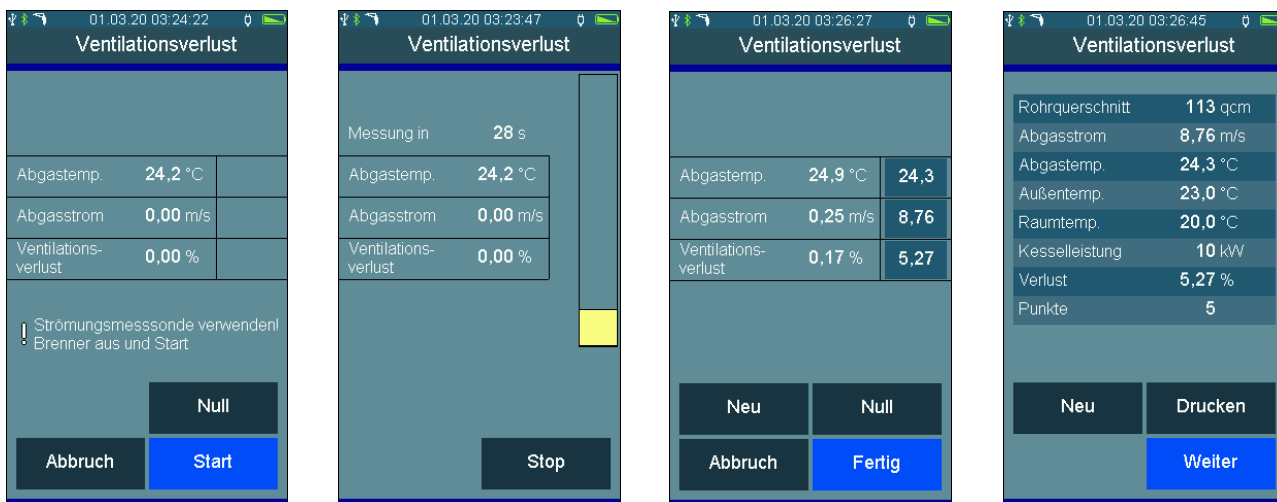 01.03.20 03:24:22
Ventilationsverlust
Abgastemp. 24,2 °C
Abgasstrom 0,00 m/s
Ventilations-
verlust 0,00 %
! Strömungsmesssonde verwenden!
Brenner aus und Start
Null
Abbruch Start
01.03.20 03:23:47
Ventilationsverlust
Messung in 28 s
Abgastemp. 24,2 °C
Abgasstrom 0,00 m/s
Ventilations-
verlust 0,00 %
Stop
01.03.20 03:26:27
Ventilationsverlust
Abgastemp. 24,9 °C 24,3
Abgasstrom 0,25 m/s 8,76
Ventilations-
verlust 0,17 % 5,27
Neu Null
Abbruch Fertig
01.03.20 03:26:45
Ventilationsverlust
Rohrquerschnitt 113 qcm
Abgasstrom 8,76 m/s
Abgastemp. 24,3 °C
Außentemp. 23,0 °C
Raumtemp. 20,0 °C
Kesselleistung 10 kW
Verlust 5,27 %
Punkte 5
Neu Drucken
Weiter